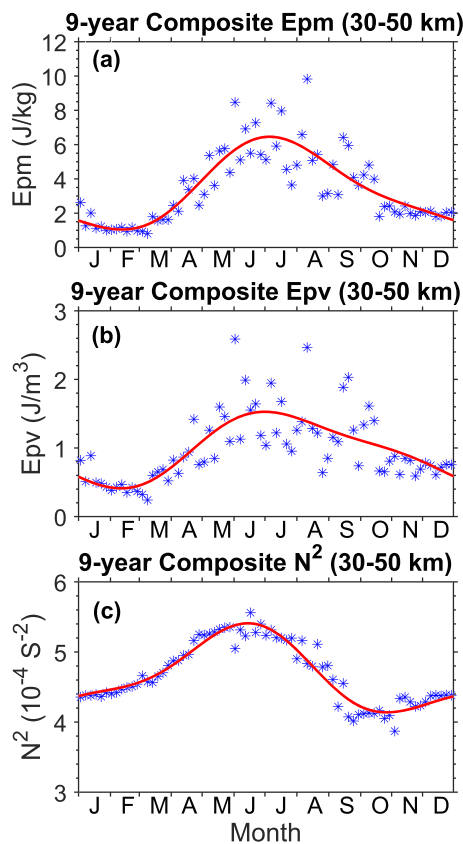 9-year Composite Epm (30-50 km)
(a)
Epm (J/kg)
12
10
8
6
4
2
0
J F M A M J J A S O N D
9-year Composite Epv (30-50 km)
(b)
Epv (J/m³)
3
2
1
0
J F M A M J J A S O N D
9-year Composite N² (30-50 km)
(c)
N² (10⁻⁴ S⁻²)
6
5
4
3
J F M A M J J A S O N D
Month